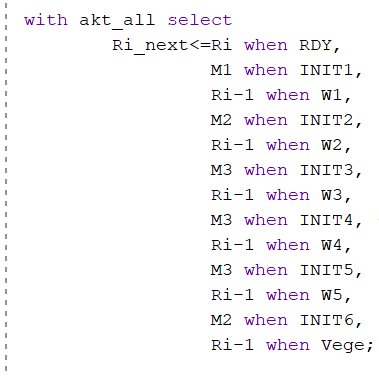 with akt_all select
Ri_next<=Ri when RDY,
M1 when INIT1,
Ri-1 when W1,
M2 when INIT2,
Ri-1 when W2,
M3 when INIT3,
Ri-1 when W3,
M3 when INIT4,
Ri-1 when W4,
M3 when INIT5,
Ri-1 when W5,
M2 when INIT6,
Ri-1 when Vege;